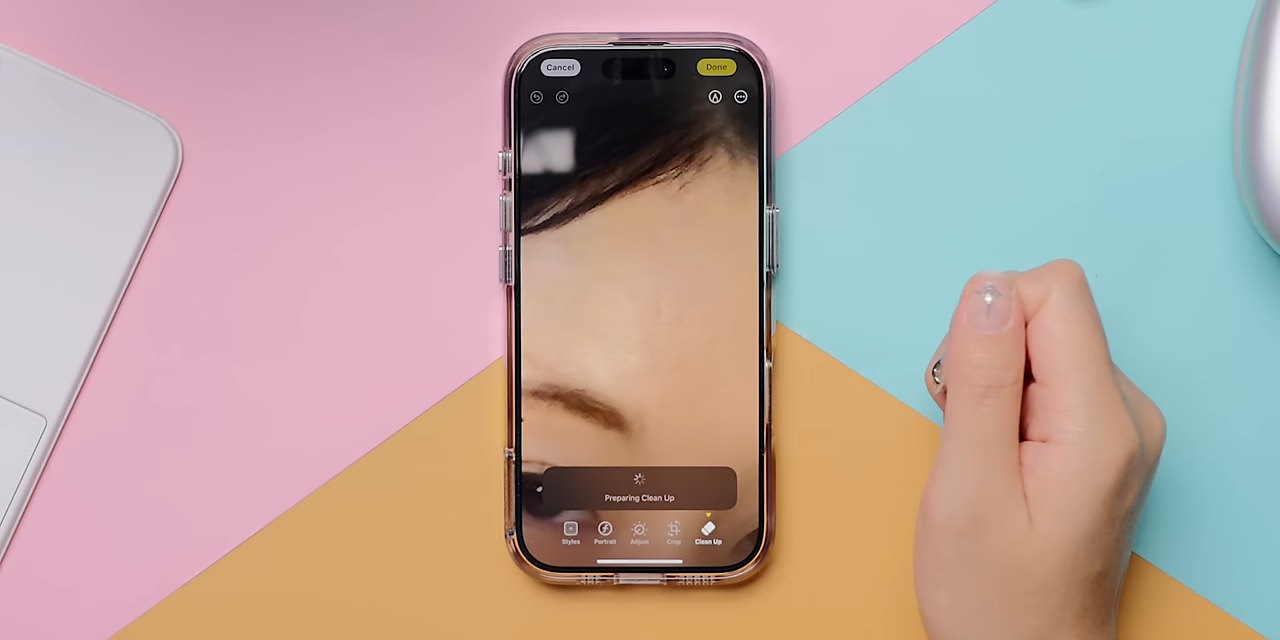 Cancel
Done
Preparing Clean Up
Styles
Portrait
Adjust
Crop
Clean Up